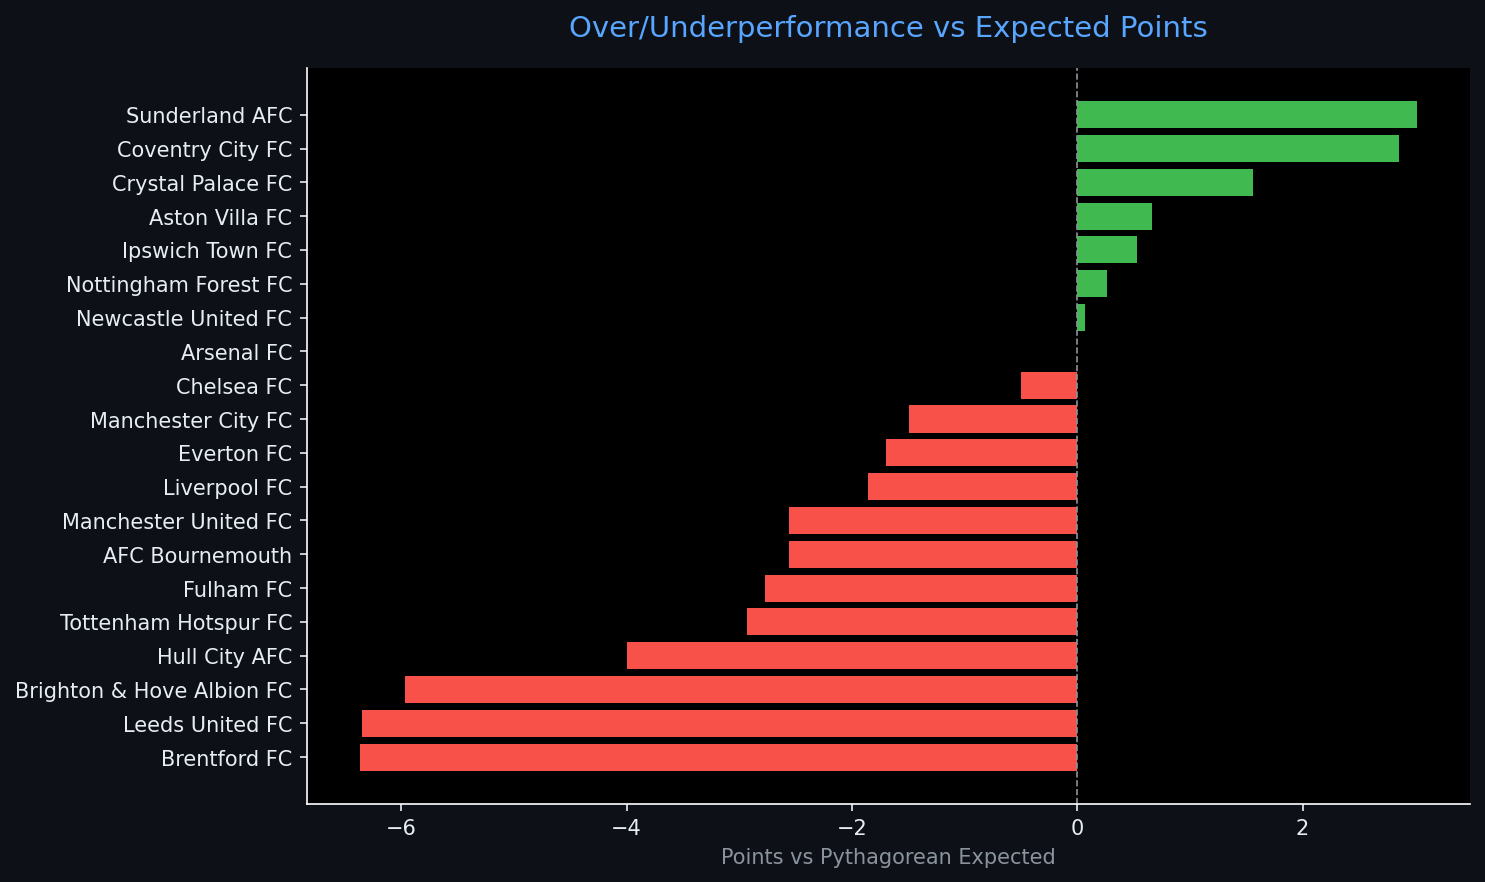 Over/Underperformance vs Expected Points
Sunderland AFC
Coventry City FC
Crystal Palace FC
Aston Villa FC
Ipswich Town FC
Nottingham Forest FC
Newcastle United FC
Arsenal FC
Chelsea FC
Manchester City FC
Everton FC
Liverpool FC
Manchester United FC
AFC Bournemouth
Fulham FC
Tottenham Hotspur FC
Hull City AFC
Brighton & Hove Albion FC
Leeds United FC
Brentford FC
−6 −4 −2 0 2
Points vs Pythagorean Expected